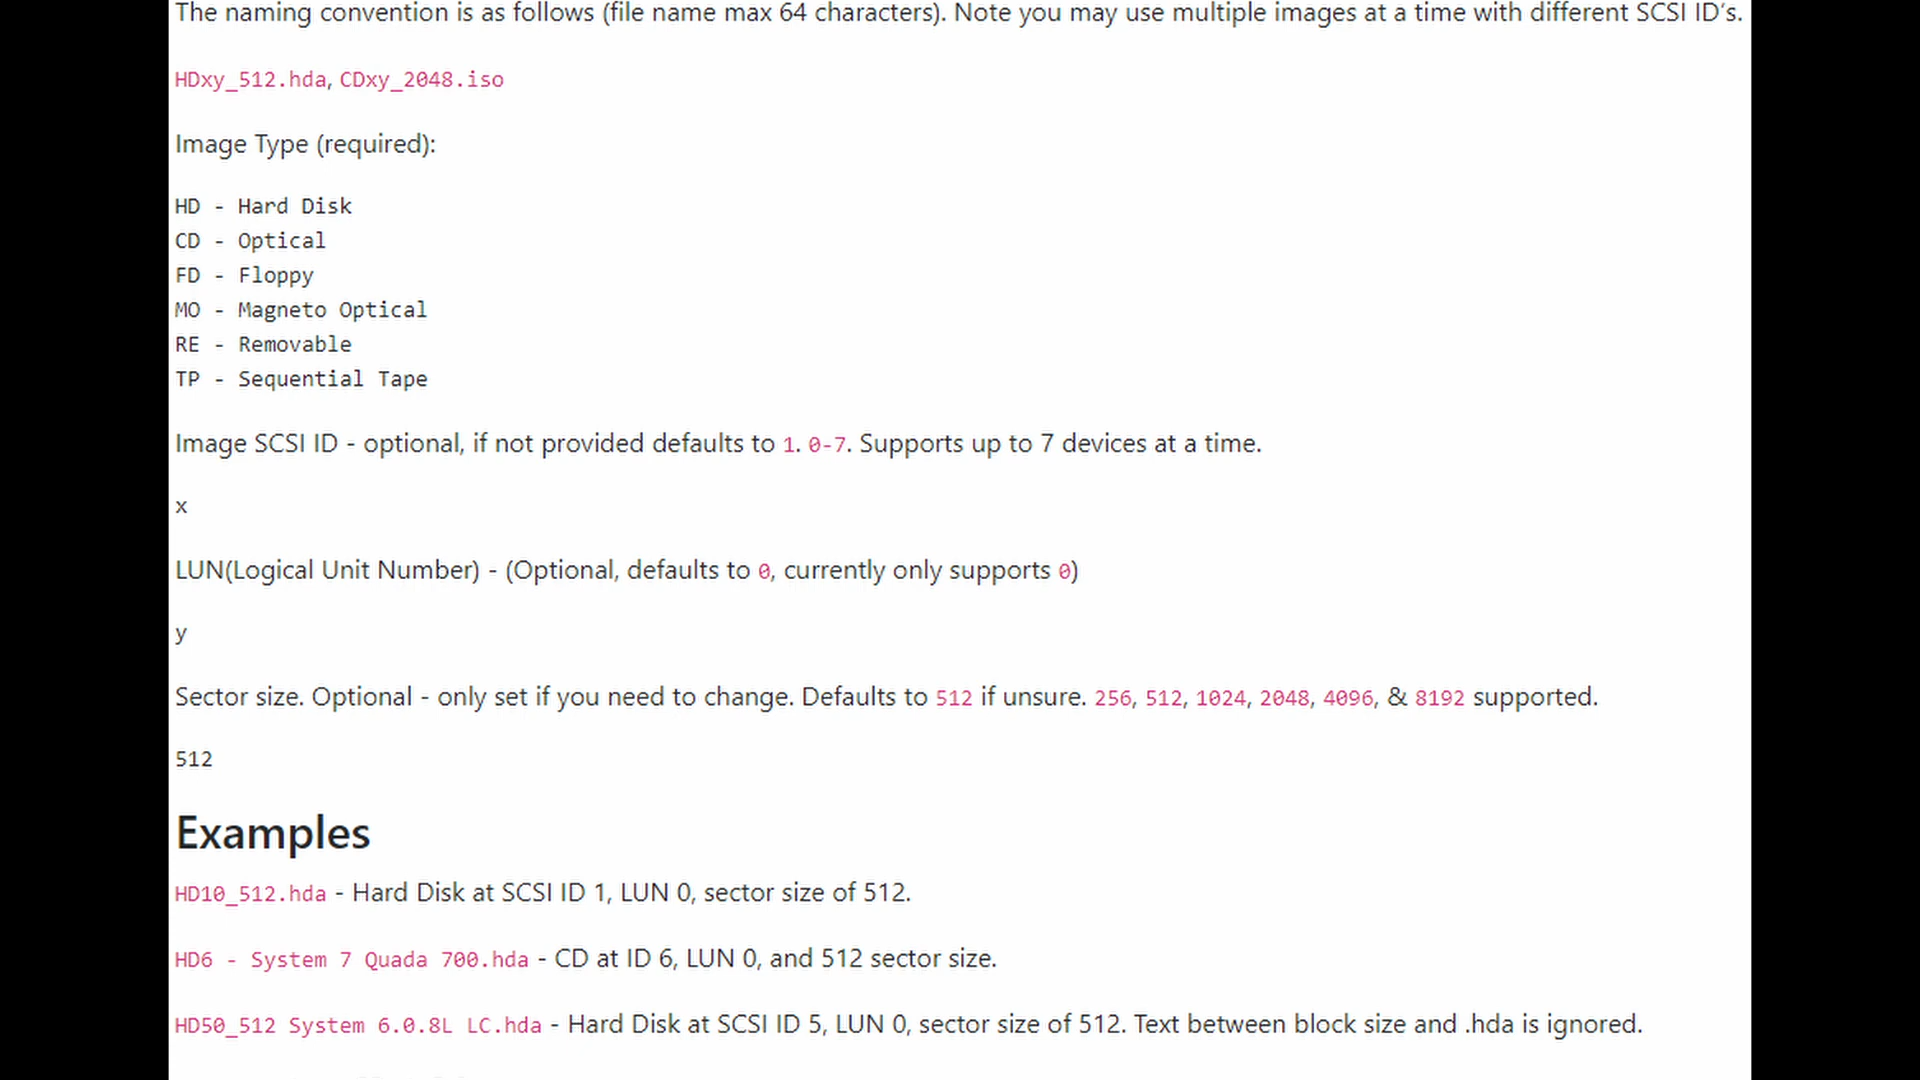 The naming convention is as follows (file name max 64 characters). Note you may use multiple images at a time with different SCSI ID's.
HDxy_512.hda, CDxy_2048.iso
Image Type (required):
HD - Hard Disk
CD - Optical
FD - Floppy
MO - Magneto Optical
RE - Removable
TP - Sequential Tape
Image SCSI ID - optional, if not provided defaults to 1. 0-7. Supports up to 7 devices at a time.
x
LUN(Logical Unit Number) - (Optional, defaults to 0, currently only supports 0)
y
Sector size. Optional - only set if you need to change. Defaults to 512 if unsure. 256, 512, 1024, 2048, 4096, & 8192 supported.
512
Examples
HD10_512.hda - Hard Disk at SCSI ID 1, LUN 0, sector size of 512.
HD6 - System 7 Quada 700.hda - CD at ID 6, LUN 0, and 512 sector size.
HD50_512 System 6.0.8L LC.hda - Hard Disk at SCSI ID 5, LUN 0, sector size of 512. Text between block size and .hda is ignored.